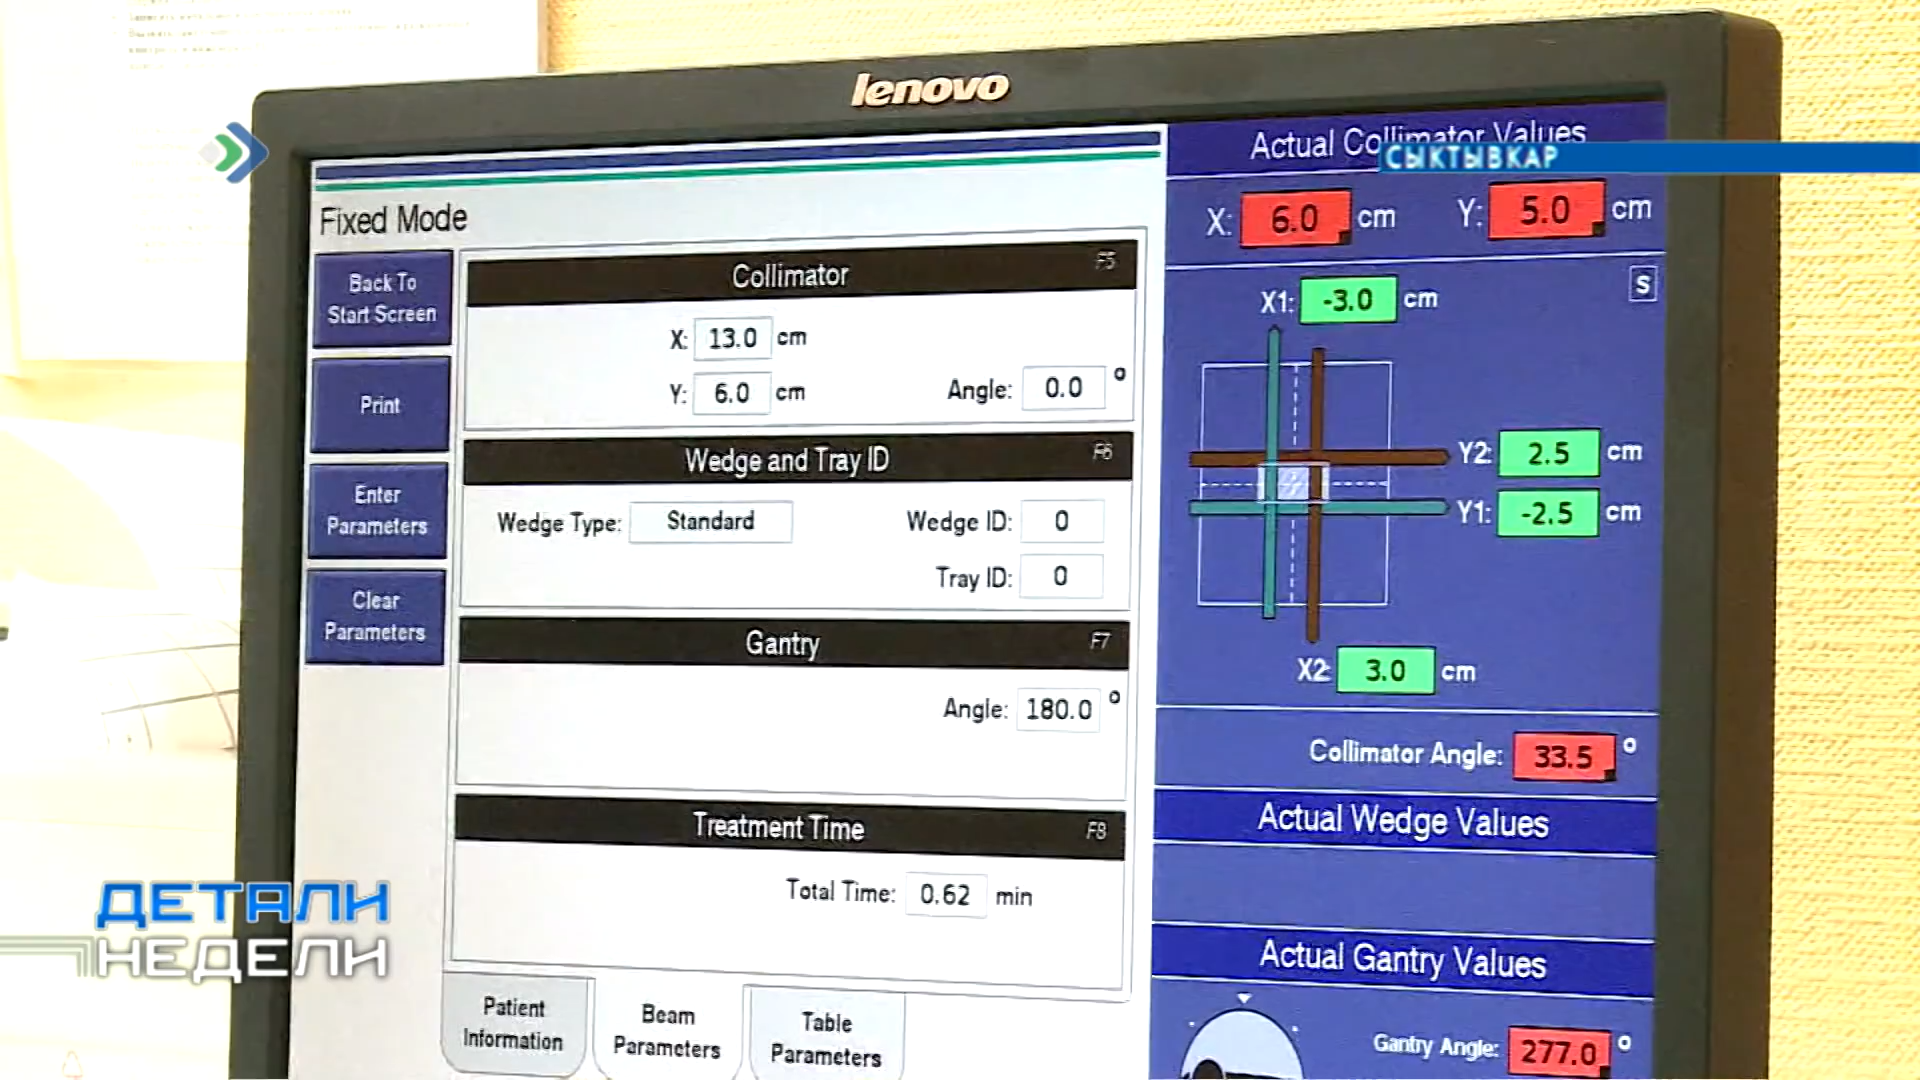 lenovo
Actual Collimator Values
СЫКТЫВКАР
X: 6.0 cm Y: 5.0 cm
Fixed Mode
Back To
Start Screen
Print
Enter
Parameters
Clear
Parameters
Collimator F5
X: 13.0 cm
Y: 6.0 cm
Angle: 0.0 °
Wedge and Tray ID F6
Wedge Type: Standard
Wedge ID: 0
Tray ID: 0
Gantry F7
Angle: 180.0 °
Treatment Time F8
Total Time: 0.62 min
Patient
Information
Beam
Parameters
Table
Parameters
S
X1: -3.0 cm
Y2: 2.5 cm
Y1: -2.5 cm
X2: 3.0 cm
Collimator Angle: 33.5 °
Actual Wedge Values
Actual Gantry Values
Gantry Angle: 277.0 °
ДЕТАЛИ
НЕДЕЛИ